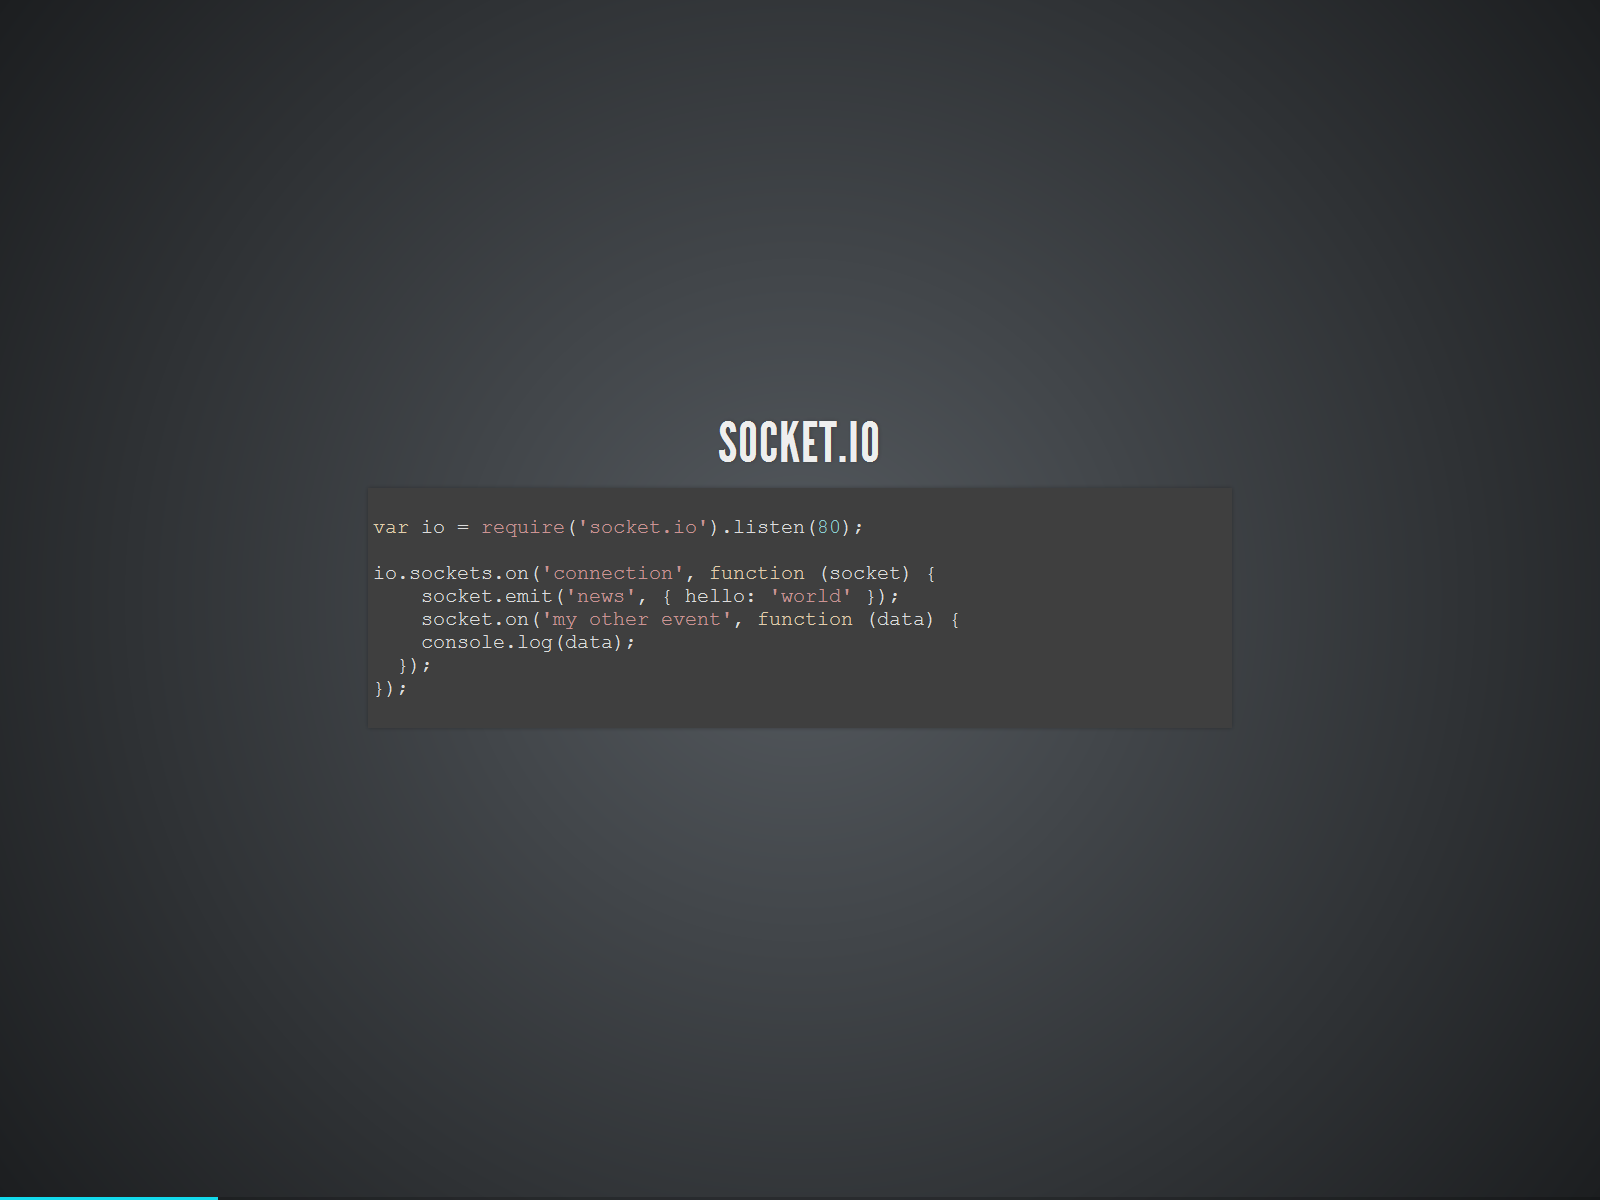 SOCKET.IO
var io = require('socket.io').listen(80);
io.sockets.on('connection', function (socket) {
    socket.emit('news', { hello: 'world' });
    socket.on('my other event', function (data) {
    console.log(data);
  });
});